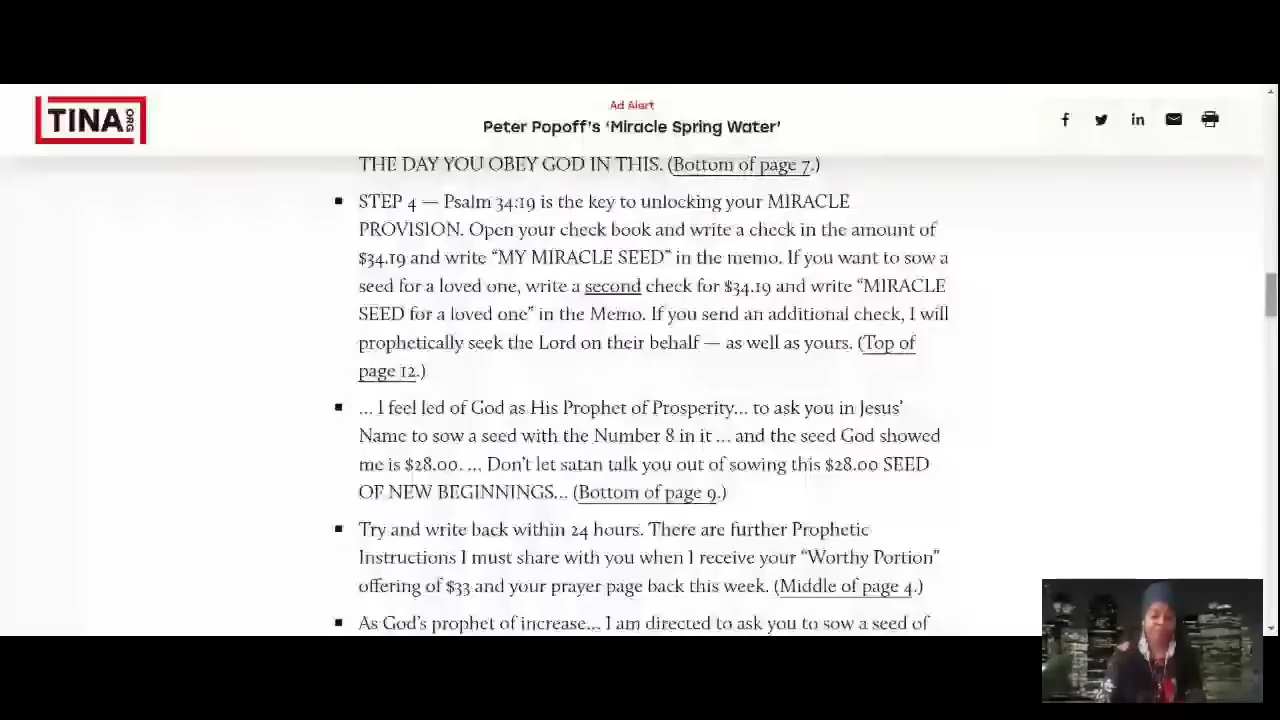 TINA.ORG
Ad Alert
Peter Popoff's ‘Miracle Spring Water’
THE DAY YOU OBEY GOD IN THIS. (Bottom of page 7.)
STEP 4 — Psalm 34:19 is the key to unlocking your MIRACLE
PROVISION. Open your check book and write a check in the amount of
$34.19 and write “MY MIRACLE SEED” in the memo. If you want to sow a
seed for a loved one, write a second check for $34.19 and write “MIRACLE
SEED for a loved one” in the Memo. If you send an additional check, I will
prophetically seek the Lord on their behalf — as well as yours. (Top of
page 12.)
… I feel led of God as His Prophet of Prosperity… to ask you in Jesus’
Name to sow a seed with the Number 8 in it … and the seed God showed
me is $28.00. … Don’t let satan talk you out of sowing this $28.00 SEED
OF NEW BEGINNINGS… (Bottom of page 9.)
Try and write back within 24 hours. There are further Prophetic
Instructions I must share with you when I receive your “Worthy Portion”
offering of $33 and your prayer page back this week. (Middle of page 4.)
As God’s prophet of increase… I am directed to ask you to sow a seed of